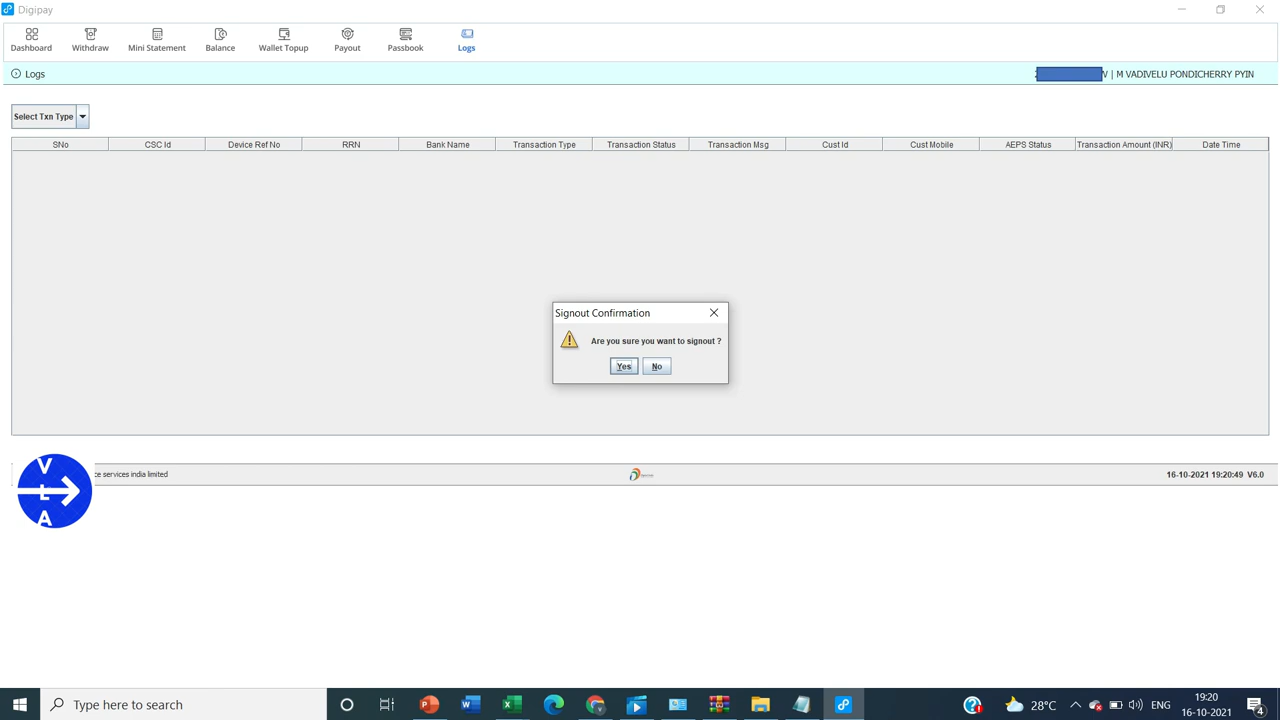 Digipay
Dashboard Withdraw Mini Statement Balance Wallet Topup Payout Passbook Logs
Logs
V | M VADIVELU PONDICHERRY PYIN
Select Txn Type
SNo CSC Id Device Ref No RRN Bank Name Transaction Type Transaction Status Transaction Msg Cust Id Cust Mobile AEPS Status Transaction Amount (INR) Date Time
Signout Confirmation
Are you sure you want to signout ?
Yes No
ce services india limited
16-10-2021 19:20:49 V6.0
V
L
A
Type here to search
28°C
ENG
19:20
16-10-2021
4